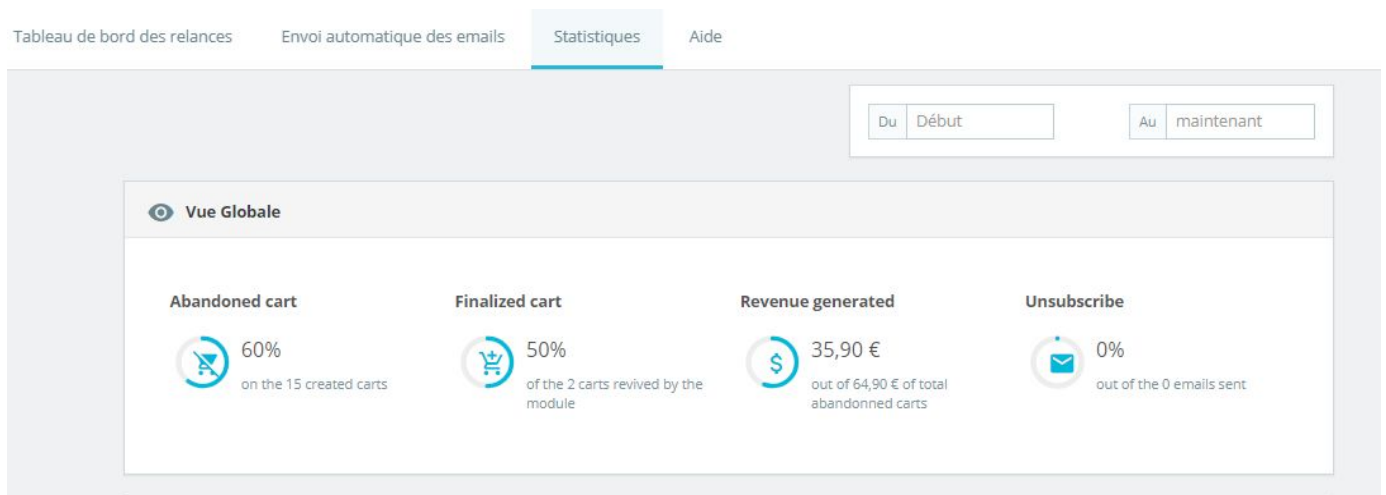 Tableau de bord des relances Envoi automatique des emails Statistiques Aide
Du Début Au maintenant
Vue Globale
Abandoned cart Finalized cart Revenue generated Unsubscribe
60% 50% 35,90 € 0%
on the 15 created carts of the 2 carts revived by the out of 64,90 € of total out of the 0 emails sent
module abandonned carts